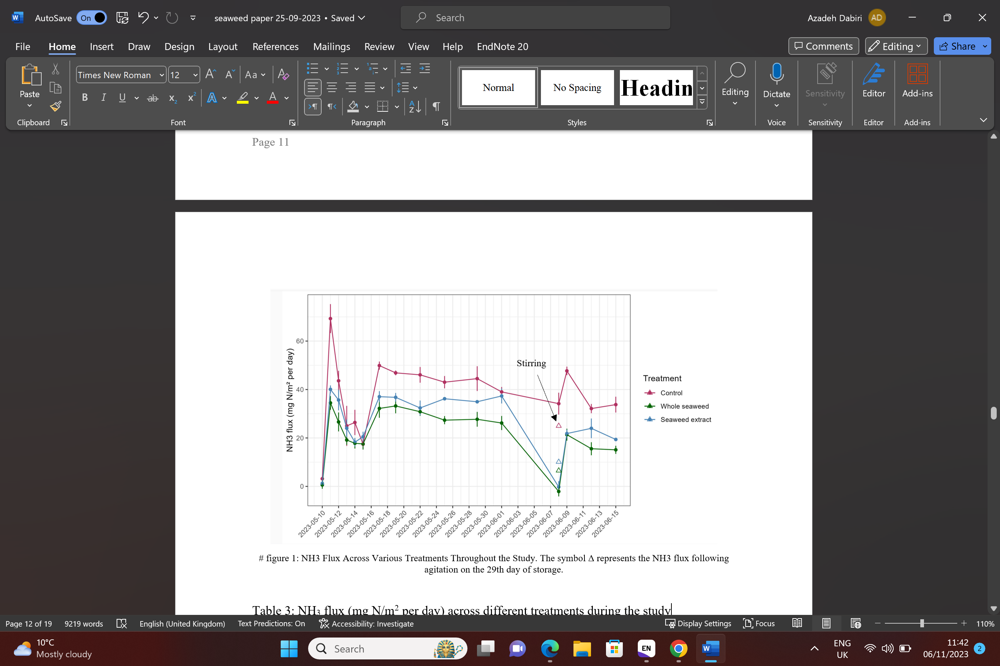 AutoSave On seaweed paper 25-09-2023 • Saved Search Azadeh Dabiri AD
File Home Insert Draw Design Layout References Mailings Review View Help EndNote 20 Comments Editing Share
Paste Times New Roman 12 Normal No Spacing Headin Editing Dictate Sensitivity Editor Add-ins
Clipboard Font Paragraph Styles Voice Sensitivity Editor Add-ins
Page 11
60
40
20
0
NH3 flux (mg N/m² per day)
Stirring
Treatment
Control
Whole seaweed
Seaweed extract
2023-05-10
2023-05-12
2023-05-14
2023-05-16
2023-05-18
2023-05-20
2023-05-22
2023-05-24
2023-05-26
2023-05-28
2023-05-30
2023-06-01
2023-06-03
2023-06-05
2023-06-07
2023-06-09
2023-06-11
2023-06-13
2023-06-15
# figure 1: NH3 Flux Across Various Treatments Throughout the Study. The symbol Δ represents the NH3 flux following
agitation on the 29th day of storage.
Table 3: NH₃ flux (mg N/m² per day) across different treatments during the study
Page 12 of 19 9219 words English (United Kingdom) Text Predictions: On Accessibility: Investigate Display Settings Focus 110%
10°C
Mostly cloudy
Search
EN
ENG
UK
11:42
06/11/2023
2